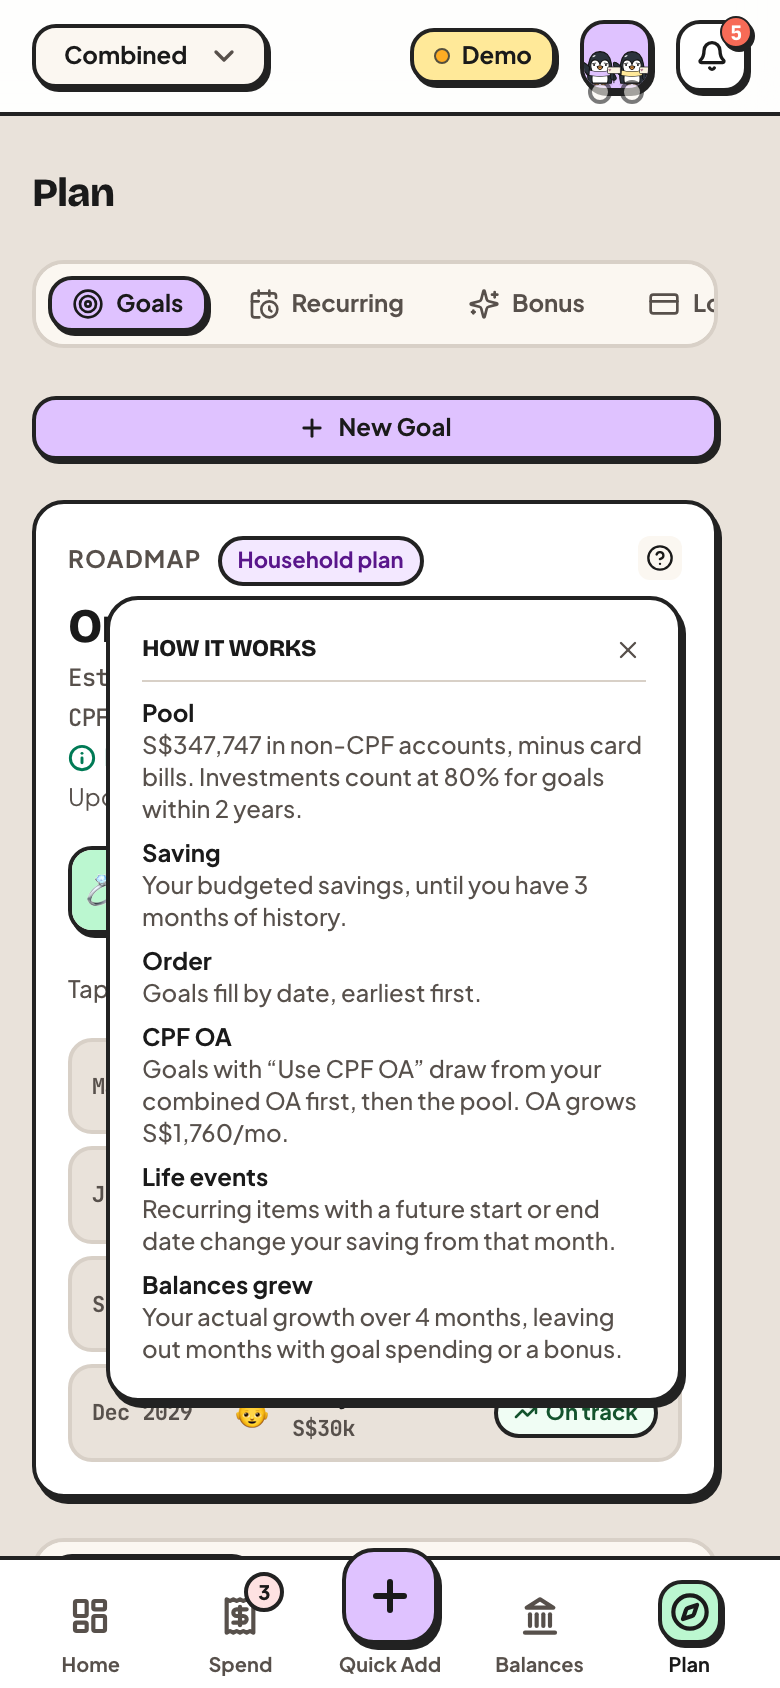 Combined
Demo
5
Plan
Goals
Recurring
Bonus
New Goal
ROADMAP
Household plan
HOW IT WORKS
Pool
S$347,747 in non-CPF accounts, minus card
bills. Investments count at 80% for goals
within 2 years.
Saving
Your budgeted savings, until you have 3
months of history.
Order
Goals fill by date, earliest first.
CPF OA
Goals with “Use CPF OA” draw from your
combined OA first, then the pool. OA grows
S$1,760/mo.
Life events
Recurring items with a future start or end
date change your saving from that month.
Balances grew
Your actual growth over 4 months, leaving
out months with goal spending or a bonus.
CPF
Tap
Dec 2029
S$30k
On track
3
Home
Spend
Quick Add
Balances
Plan